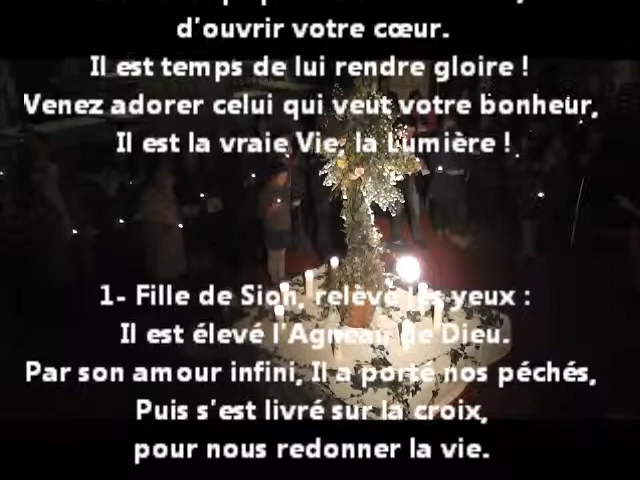 d'ouvrir votre cœur.
Il est temps de lui rendre gloire !
Venez adorer celui qui veut votre bonheur,
Il est la vraie Vie, la Lumière !
1- Fille de Sion, relève les yeux :
Il est élevé l'Agneau de Dieu.
Par son amour infini, Il a porté nos péchés,
Puis s'est livré sur la croix,
pour nous redonner la vie.